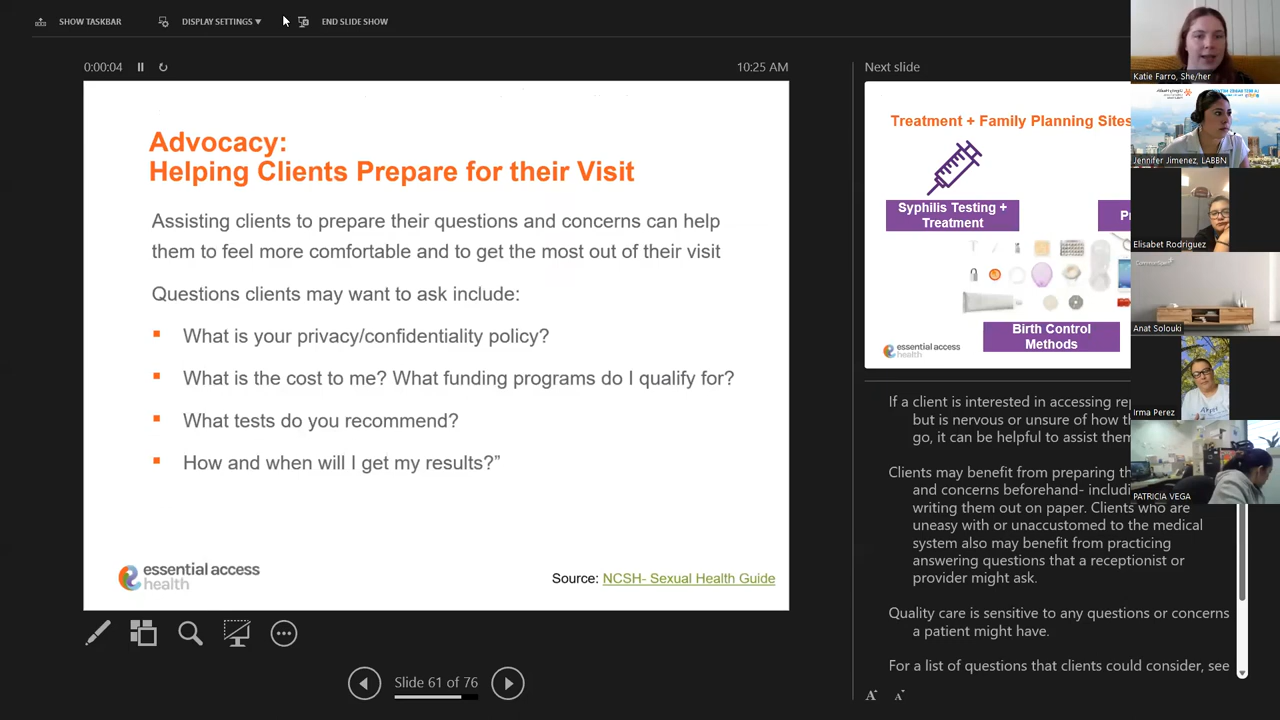 SHOW TASKBAR
DISPLAY SETTINGS ▼
END SLIDE SHOW
0:00:04
10:25 AM
Advocacy:
Helping Clients Prepare for their Visit
Assisting clients to prepare their questions and concerns can help
them to feel more comfortable and to get the most out of their visit
Questions clients may want to ask include:
▪ What is your privacy/confidentiality policy?
▪ What is the cost to me? What funding programs do I qualify for?
▪ What tests do you recommend?
▪ How and when will I get my results?”
essential access
health
Source: NCSH- Sexual Health Guide
Slide 61 of 76
Next slide
Treatment + Family Planning Sites
Syphilis Testing +
Treatment
Birth Control
Methods
essential access
health
If a client is interested in accessing
but is nervous or unsure of how
go, it can be helpful to assist
Clients may benefit from preparing
and concerns beforehand- including
writing them out on paper. Clients who are
uneasy with or unaccustomed to the medical
system also may benefit from practicing
answering questions that a receptionist or
provider might ask.
Quality care is sensitive to any questions or concerns
a patient might have.
For a list of questions that clients could consider, see
A A
Katie Farro, She/her
Jennifer Jimenez, LABBN
Elisabet Rodriguez
Anat Solouki
Irma Perez
PATRICIA VEGA